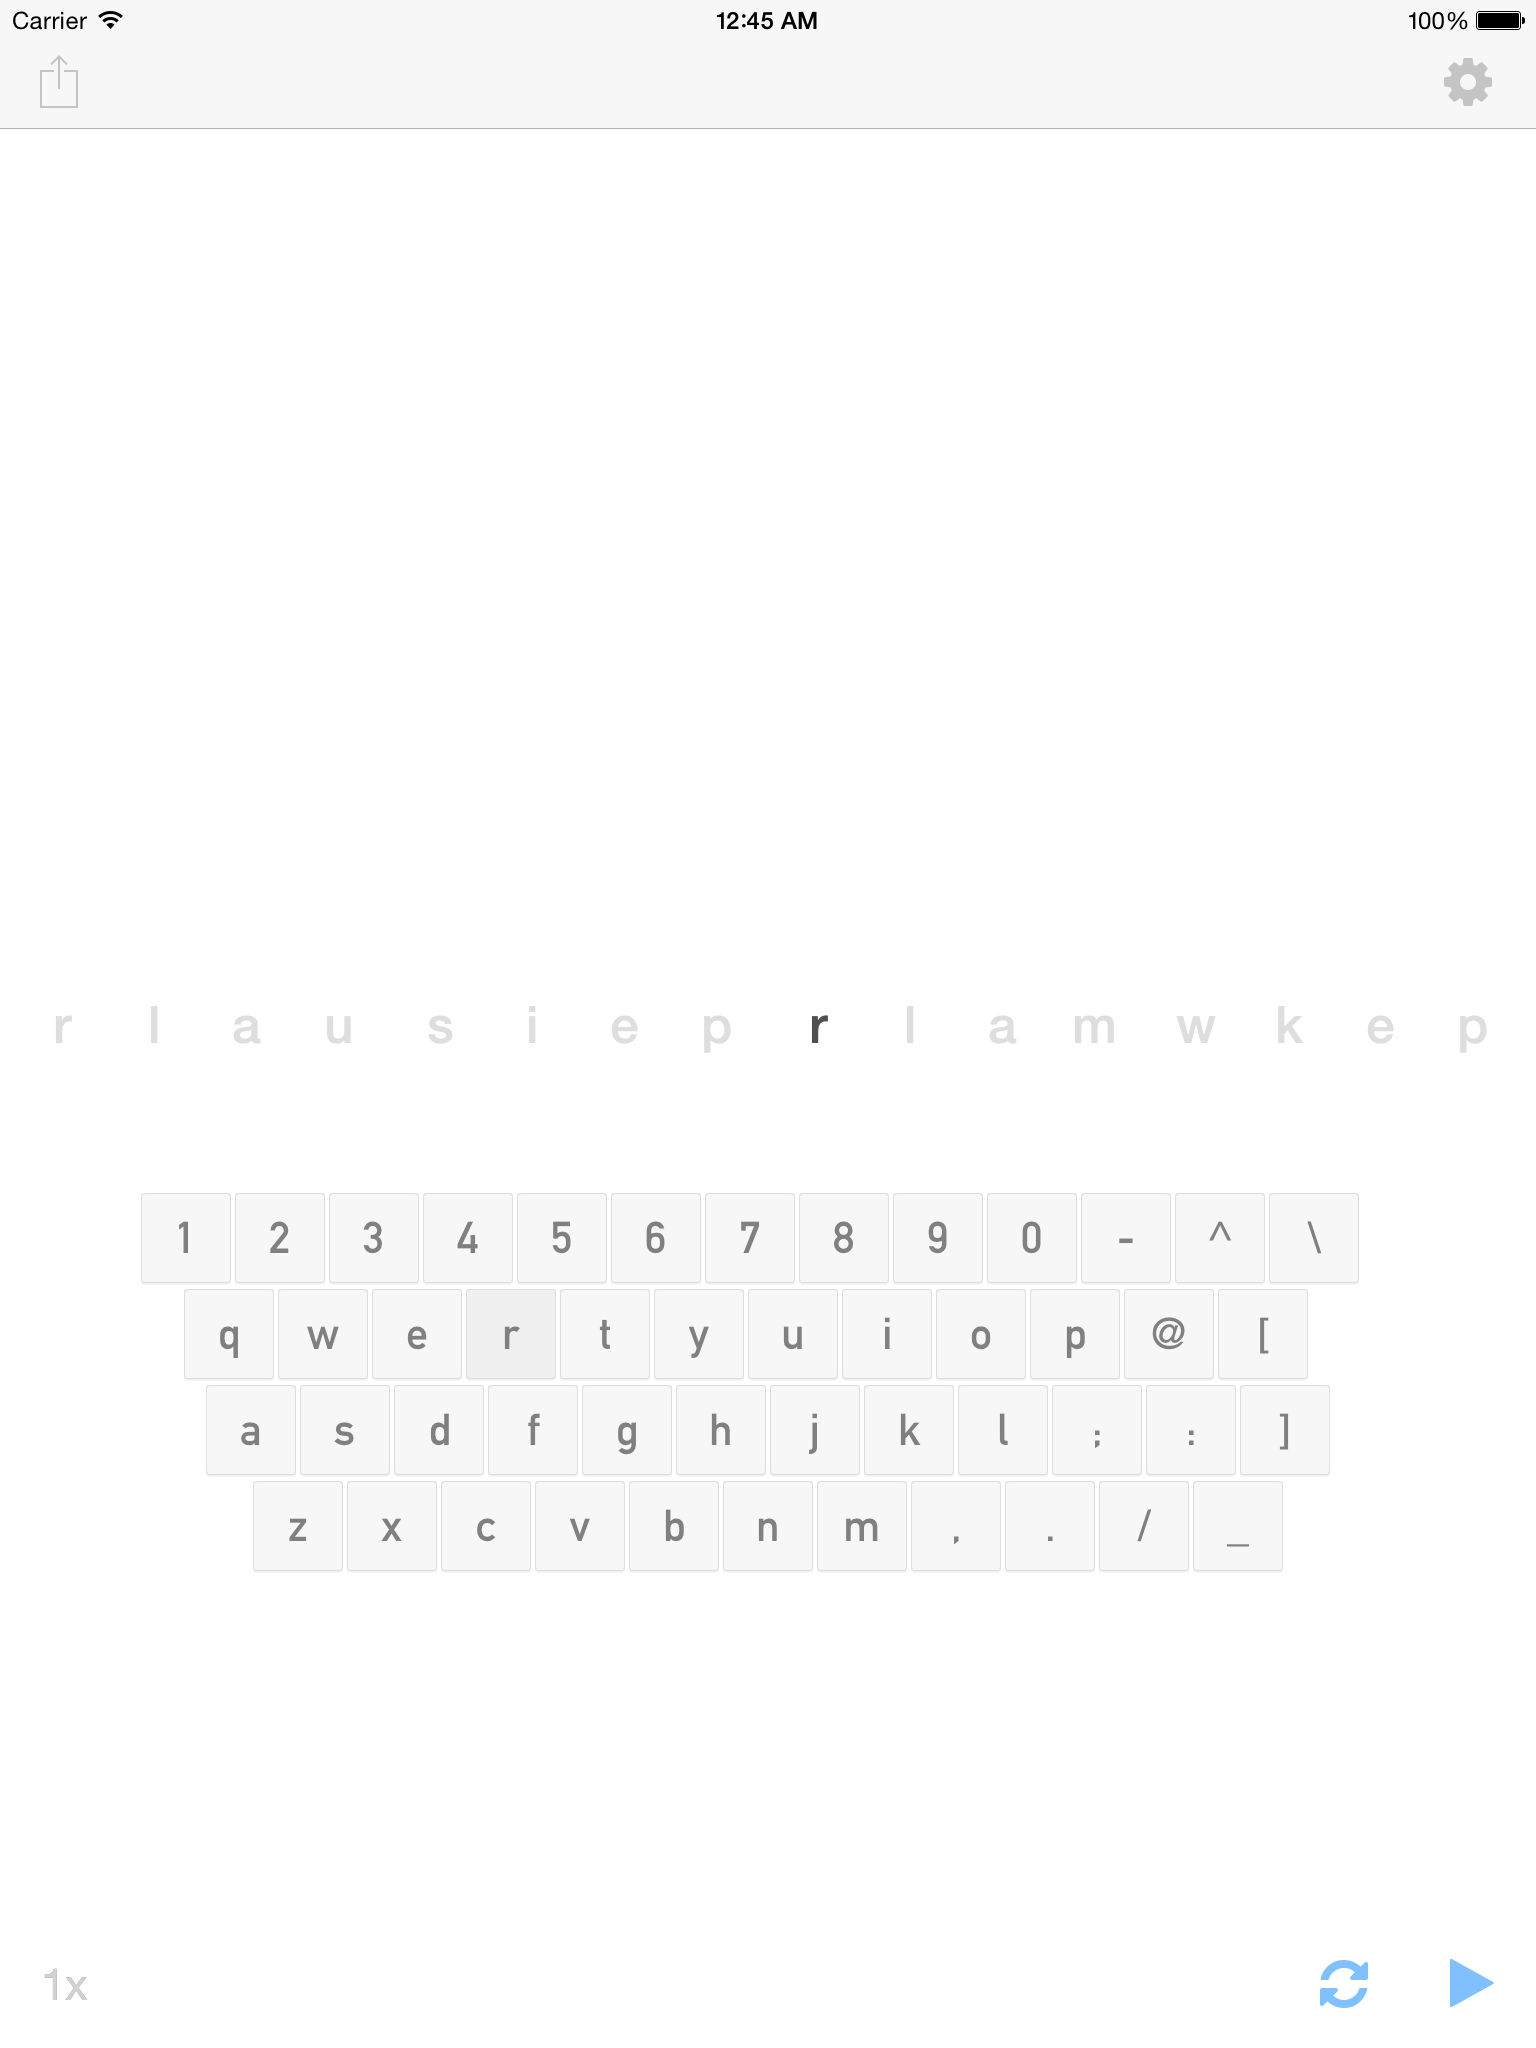 Carrier 12:45 AM 100%
r l a u s i e p r l a m w k e p
1 2 3 4 5 6 7 8 9 0 - ^ \
q w e r t y u i o p @ [
a s d f g h j k l ; : ]
z x c v b n m , . / _
1x